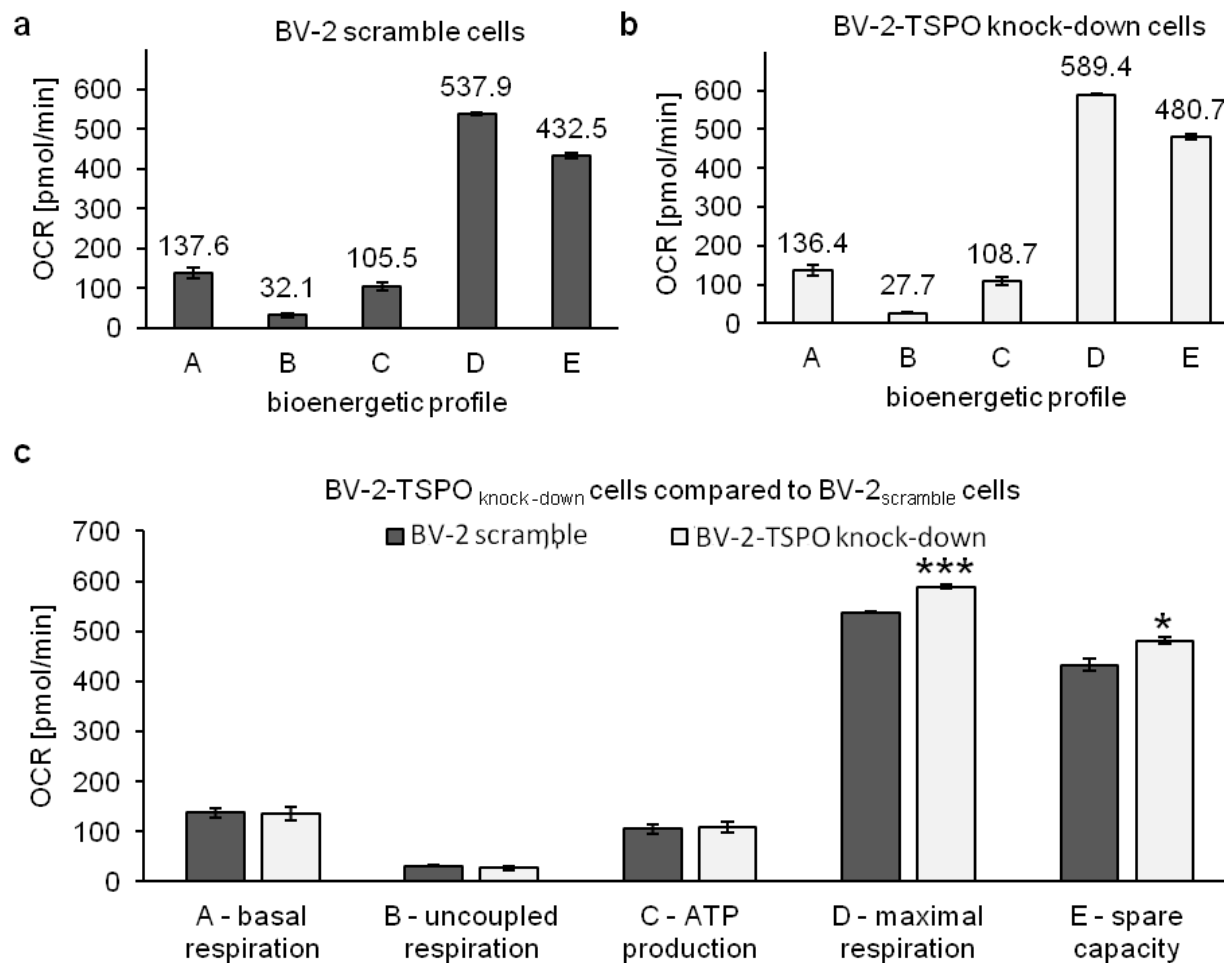 a
BV-2 scramble cells
OCR [pmol/min]
600
500
400
300
200
100
0
137.6
32.1
105.5
537.9
432.5
A B C D E
bioenergetic profile
b
BV-2-TSPO knock-down cells
OCR [pmol/min]
600
500
400
300
200
100
0
136.4
27.7
108.7
589.4
480.7
A B C D E
bioenergetic profile
c
BV-2-TSPO knock-down cells compared to BV-2scramble cells
BV-2 scramble BV-2-TSPO knock-down
OCR [pmol/min]
700
600
500
400
300
200
100
0
***
*
A - basal
respiration
B - uncoupled
respiration
C - ATP
production
D - maximal
respiration
E - spare
capacity